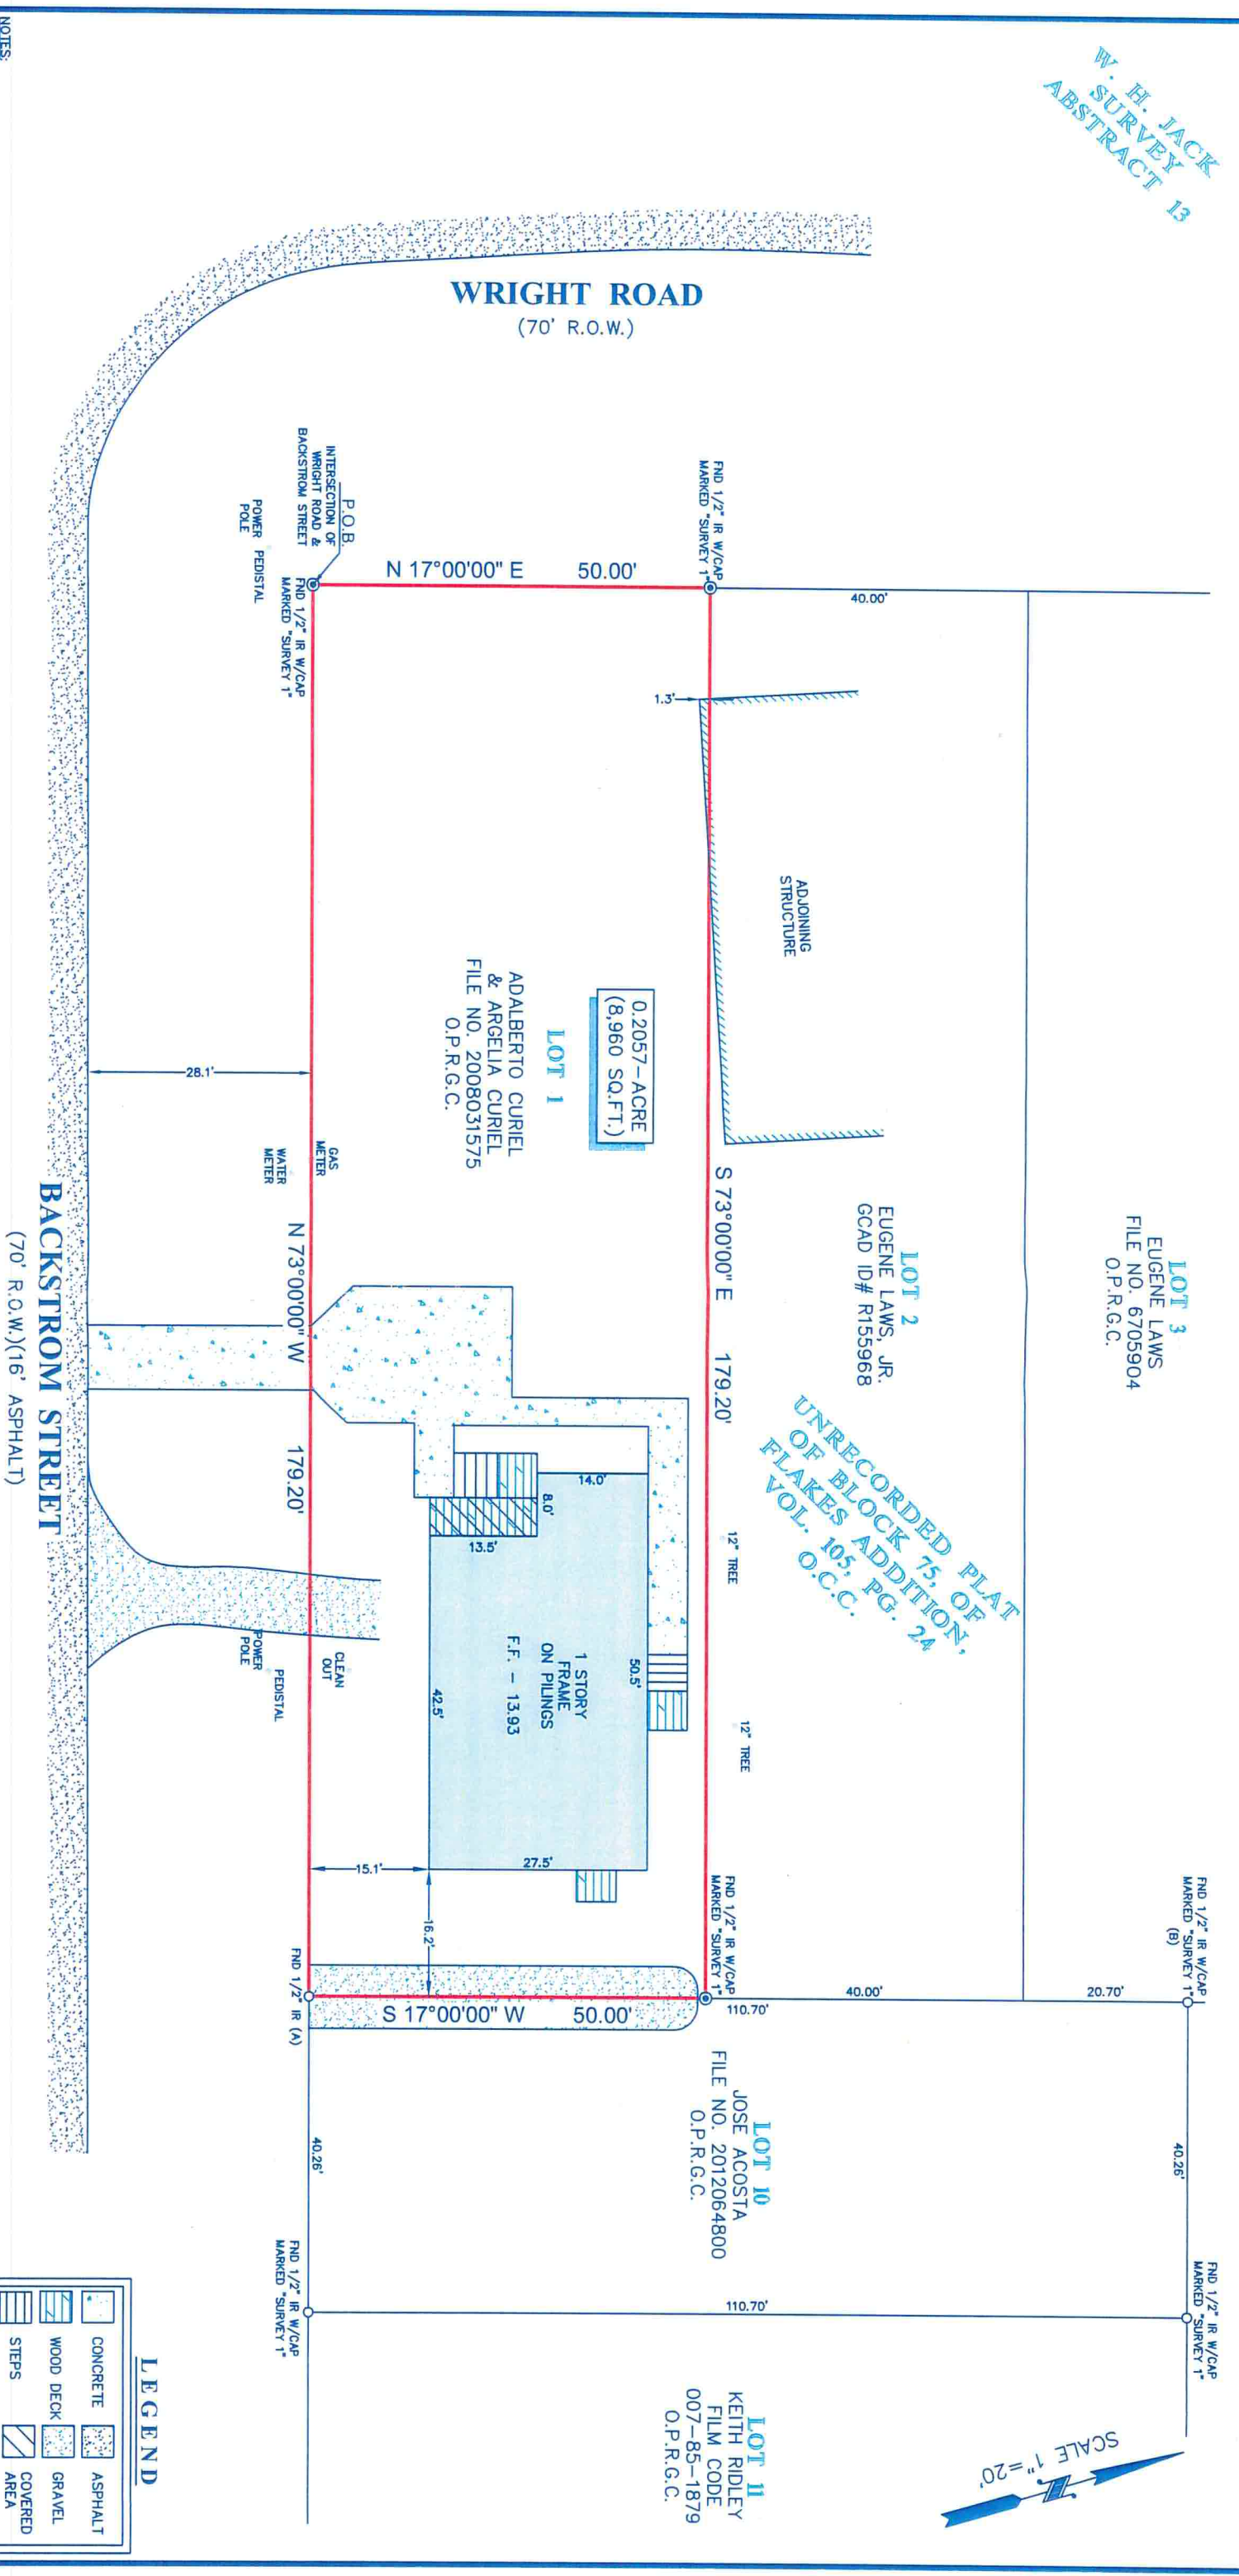 W. H. JACK
SURVEY
ABSTRACT 13
WRIGHT ROAD
(70' R.O.W.)
LOT 3
EUGENE LAWS
FILE NO. 6705904
O.P.R.G.C.
FND 1/2" IR W/CAP
MARKED "SURVEY 1"
(B)
FND 1/2" IR W/CAP
MARKED "SURVEY 1"
20.70'
40.26'
40.00'
40.00'
110.70'
110.70'
FND 1/2" IR W/CAP
MARKED "SURVEY 1"
1.3'
ADJOINING
STRUCTURE
LOT 2
EUGENE LAWS, JR.
GCAD ID# R155968
UNRECORDED PLAT
OF BLOCK 75, OF
FLAKES ADDITION,
VOL. 105, PG. 24
O.C.C.
12" TREE
12" TREE
FND 1/2" IR W/CAP
MARKED "SURVEY 1"
S 73°00'00" E 179.20'
N 17°00'00" E 50.00'
0.2057-ACRE
(8,960 SQ.FT.)
LOT 1
ADALBERTO CURIEL
& ARGELIA CURIEL
FILE NO. 2008031575
O.P.R.G.C.
14.0'
8.0'
13.5'
50.5'
1 STORY
FRAME
ON PILINGS
F.F. - 13.93
42.5'
27.5'
15.1'
16.2'
S 17°00'00" W 50.00'
LOT 10
JOSE ACOSTA
FILE NO. 2012064800
O.P.R.G.C.
LOT 11
KEITH RIDLEY
FILM CODE
007-85-1879
O.P.R.G.C.
SCALE 1"=20'
P.O.B.
INTERSECTION OF
WRIGHT ROAD &
BACKSTROM STREET
FND 1/2" IR W/CAP
MARKED "SURVEY 1"
PEDISTAL
POWER
POLE
28.1'
GAS
METER
WATER
METER
N 73°00'00" W 179.20'
CLEAN
OUT
PEDISTAL
POWER
POLE
FND 1/2" IR (A)
40.26'
FND 1/2" IR W/CAP
MARKED "SURVEY 1"
BACKSTROM STREET
(70' R.O.W.)(16' ASPHALT)
LEGEND
CONCRETE
ASPHALT
WOOD DECK
GRAVEL
STEPS
COVERED
AREA
NOTES: